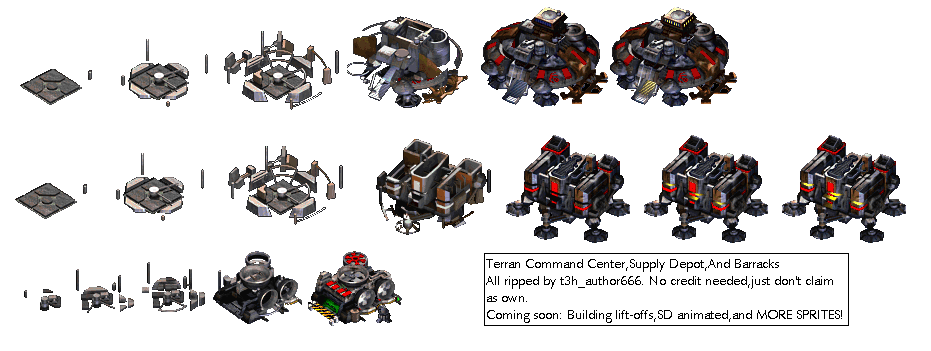 Terran Command Center,Supply Depot,And Barracks
All ripped by t3h_author666. No credit needed,just don't claim
as own.
Coming soon: Building lift-offs,SD animated,and MORE SPRITES!